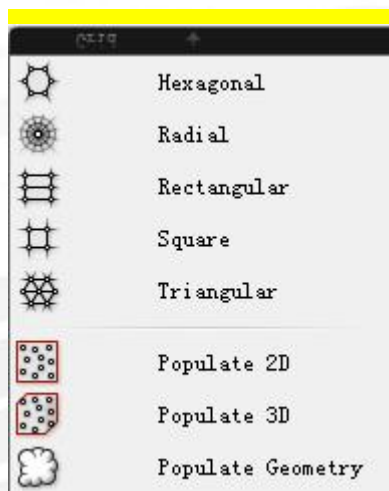 Hexagonal
Radial
Rectangular
Square
Triangular
Populate 2D
Populate 3D
Populate Geometry